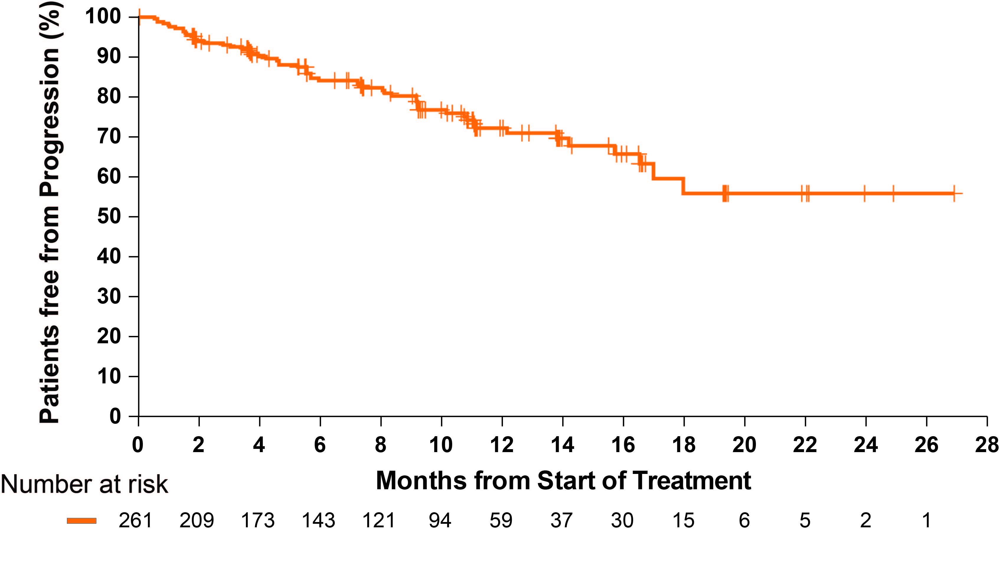 Patients free from Progression (%)
100
90
80
70
60
50
40
30
20
10
0
0 2 4 6 8 10 12 14 16 18 20 22 24 26 28
Months from Start of Treatment
Number at risk
261 209 173 143 121 94 59 37 30 15 6 5 2 1